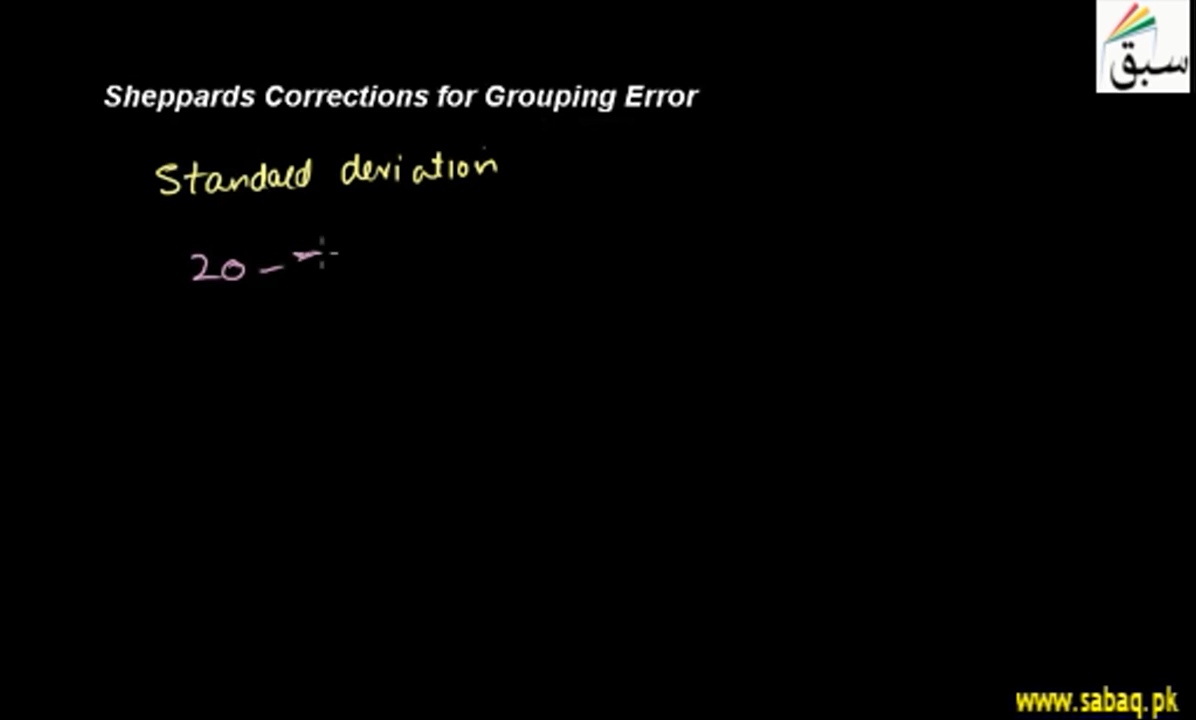 سبق
Sheppards Corrections for Grouping Error
Standard deviation
20 –
www.sabaq.pk